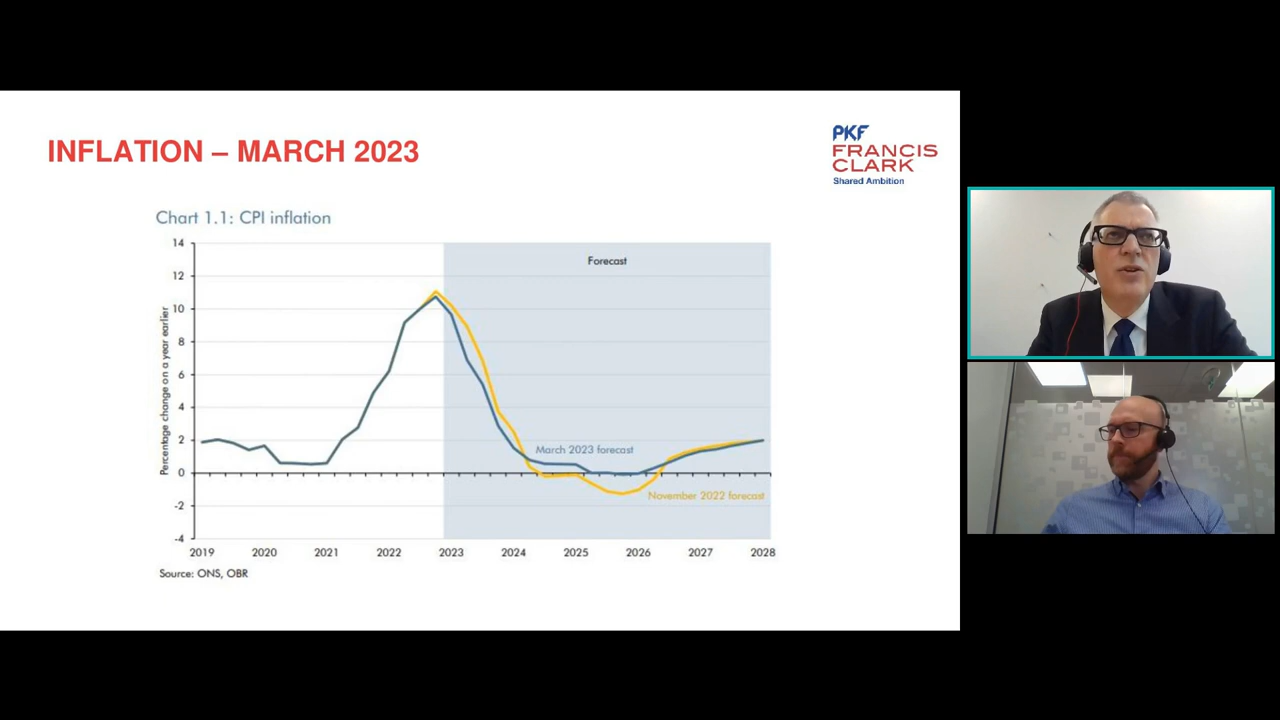 INFLATION – MARCH 2023
PKF
FRANCIS
CLARK
Shared Ambition
Chart 1.1: CPI inflation
Percentage change on a year earlier
14
12
10
8
6
4
2
0
-2
-4
Forecast
March 2023 forecast
November 2022 forecast
2019 2020 2021 2022 2023 2024 2025 2026 2027 2028
Source: ONS, OBR